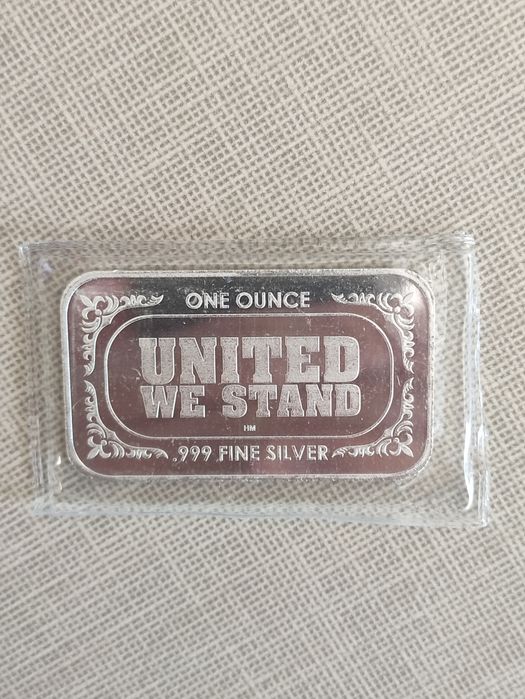 ONE OUNCE
UNITED
WE STAND
HM
.999 FINE SILVER